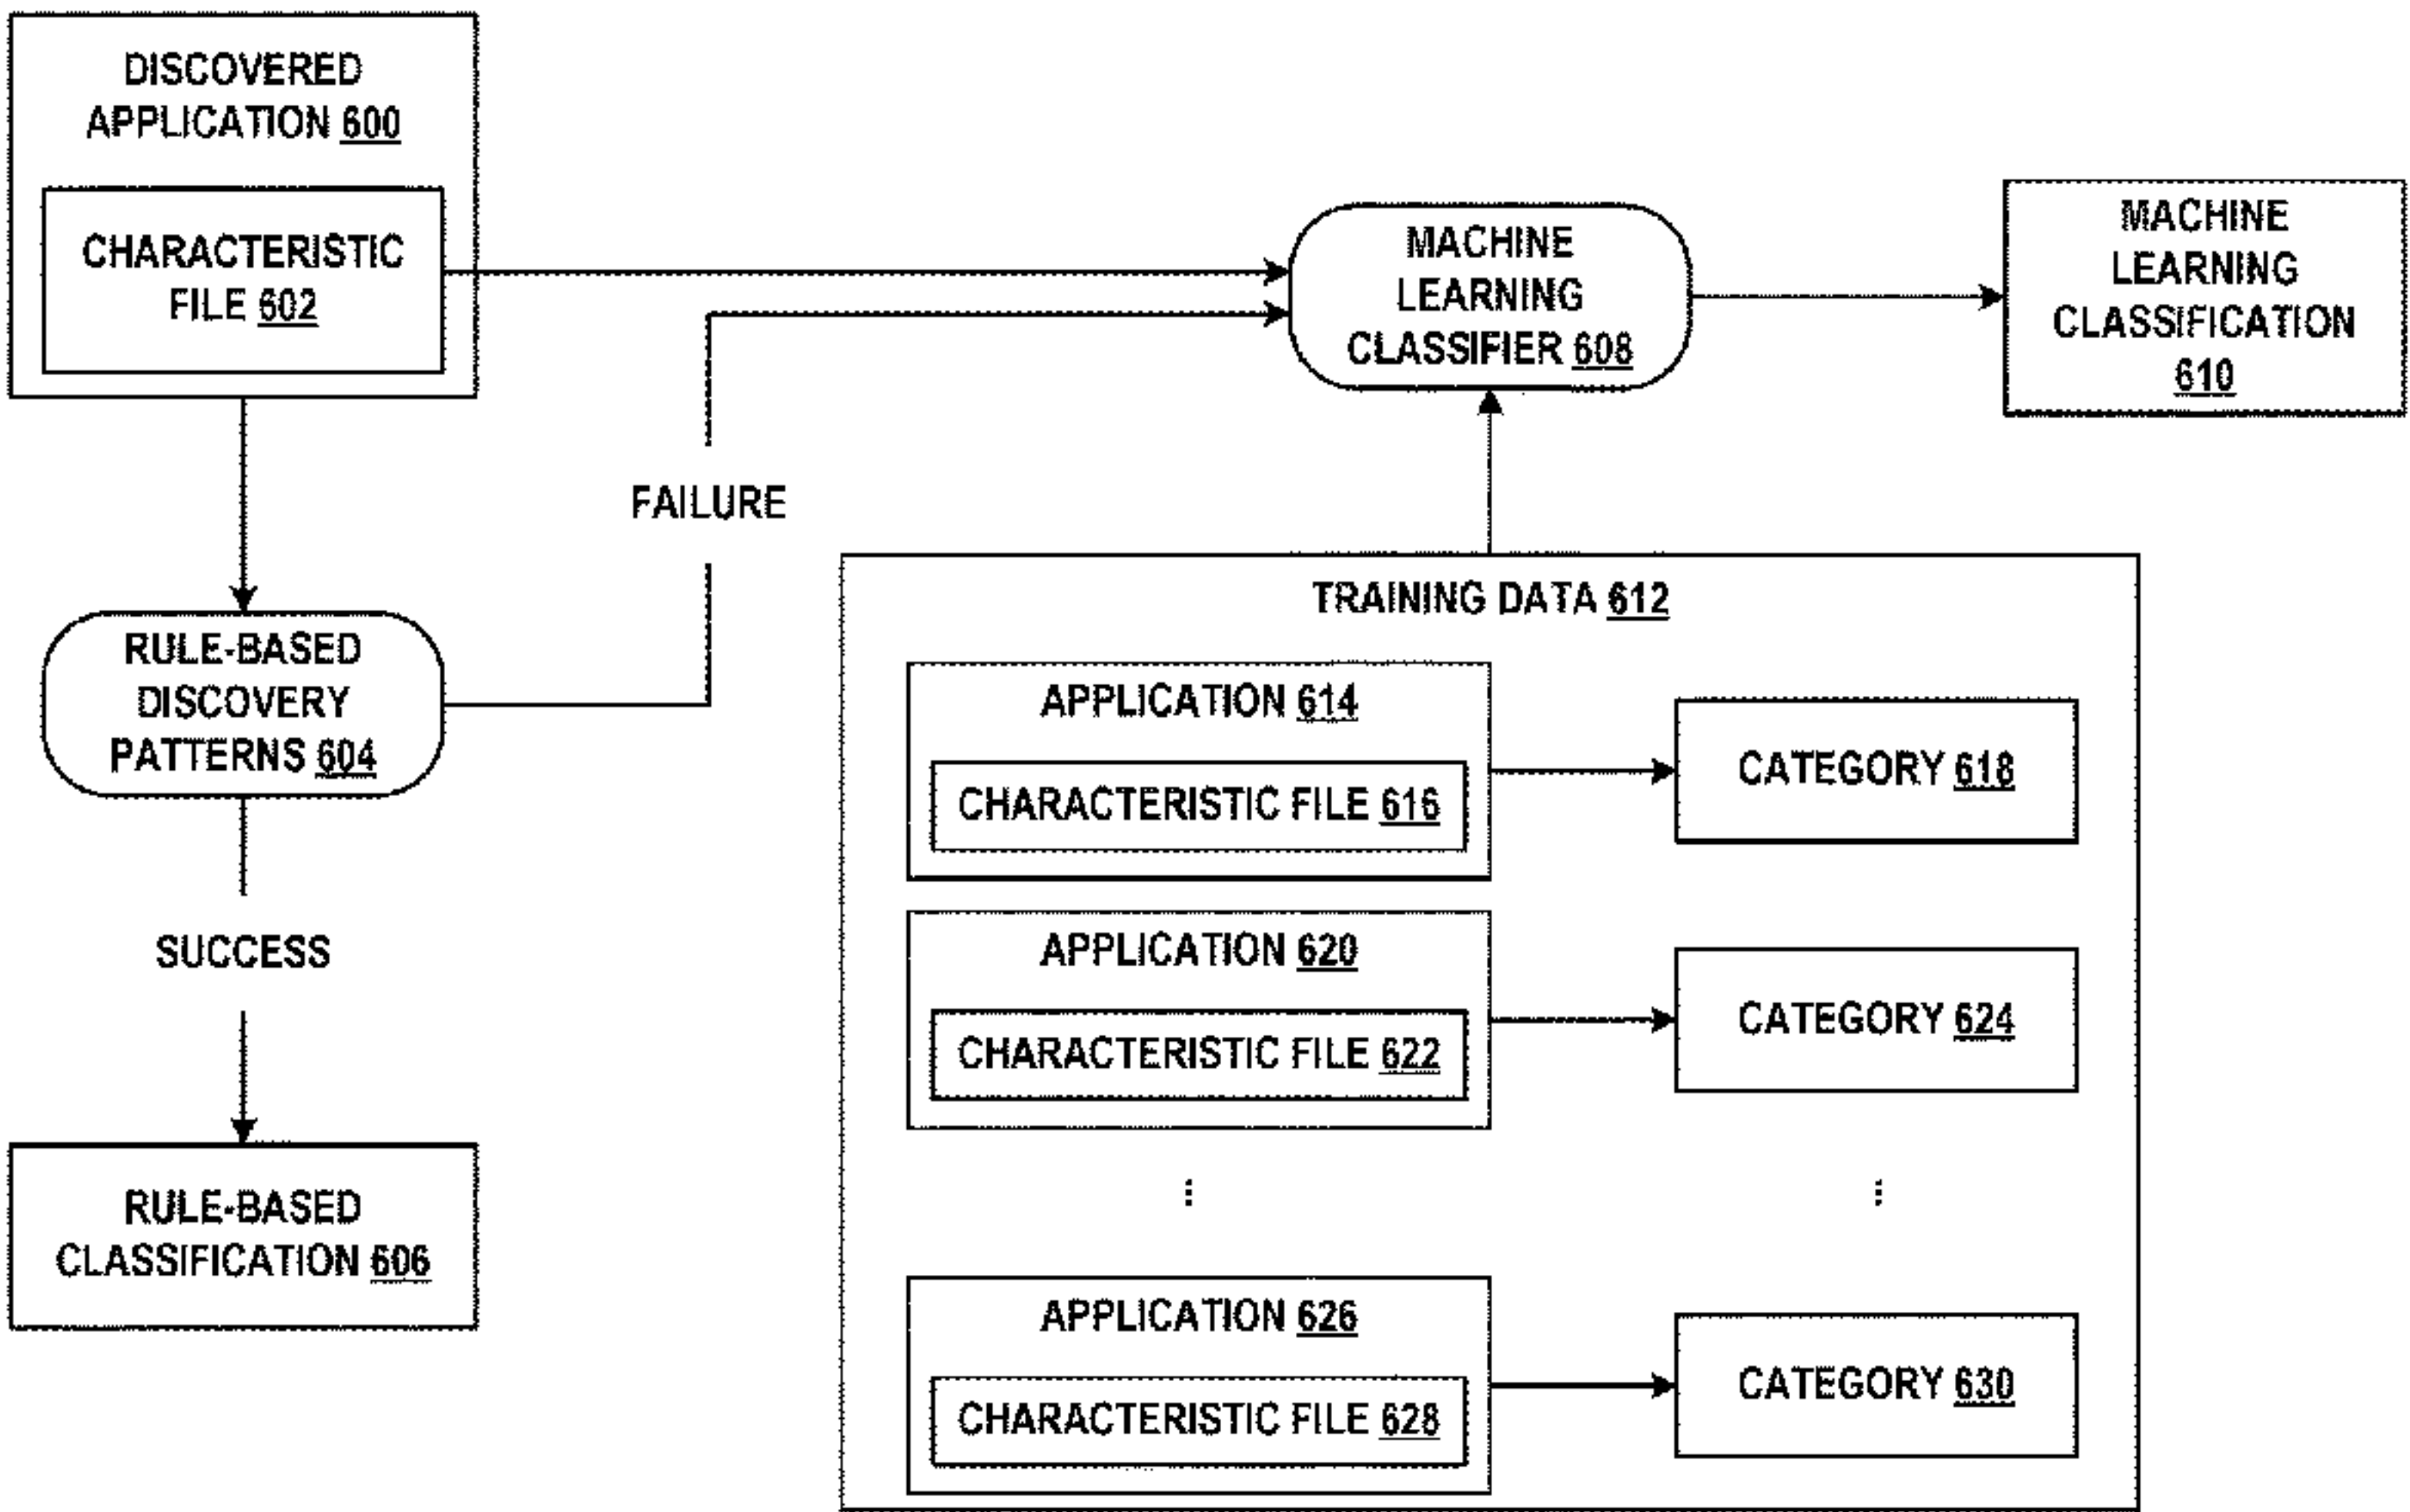 DISCOVERED
APPLICATION 600
CHARACTERISTIC
FILE 602
MACHINE
LEARNING
CLASSIFIER 608
MACHINE
LEARNING
CLASSIFICATION
610
FAILURE
RULE-BASED
DISCOVERY
PATTERNS 604
SUCCESS
RULE-BASED
CLASSIFICATION 606
TRAINING DATA 612
APPLICATION 614
CHARACTERISTIC FILE 616
CATEGORY 618
APPLICATION 620
CHARACTERISTIC FILE 622
CATEGORY 624
⋮
⋮
APPLICATION 626
CHARACTERISTIC FILE 628
CATEGORY 630